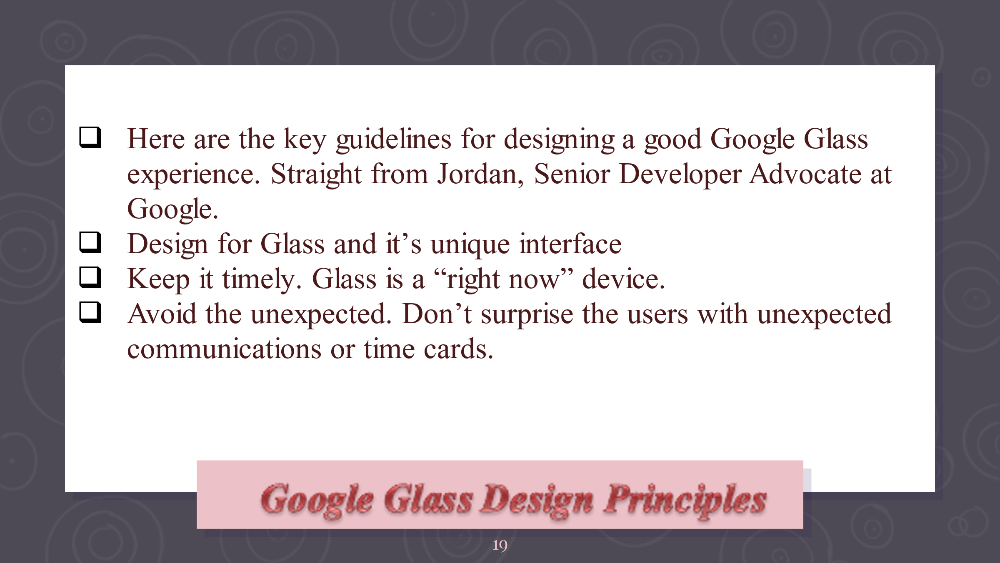 Here are the key guidelines for designing a good Google Glass
experience. Straight from Jordan, Senior Developer Advocate at
Google.
Design for Glass and it’s unique interface
Keep it timely. Glass is a “right now” device.
Avoid the unexpected. Don’t surprise the users with unexpected
communications or time cards.
Google Glass Design Principles
19